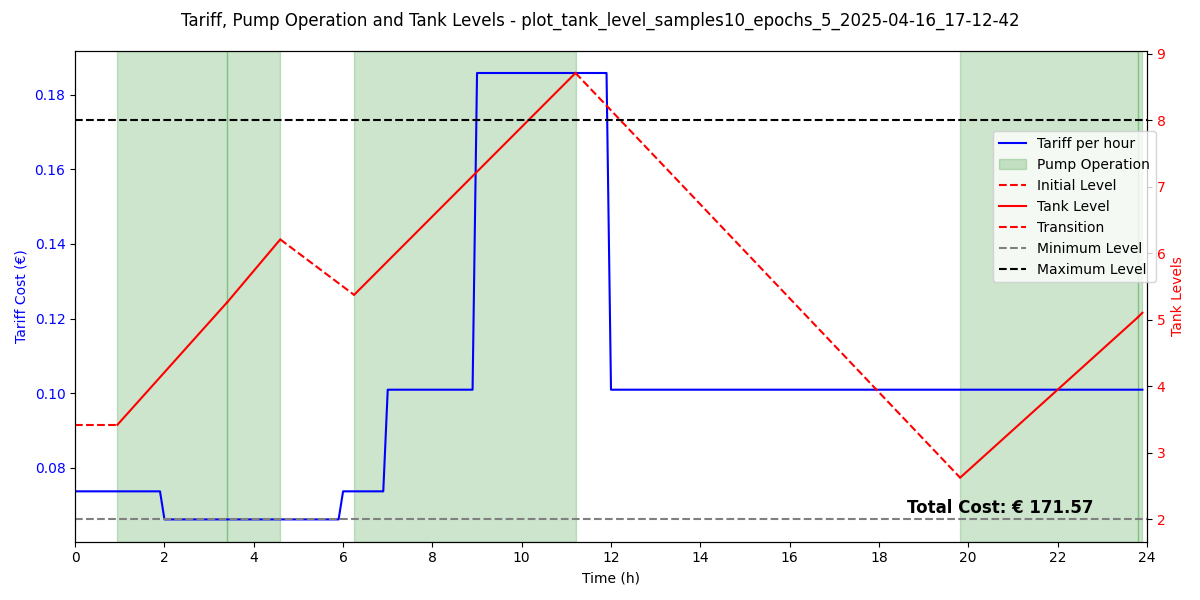 Tariff, Pump Operation and Tank Levels - plot_tank_level_samples10_epochs_5_2025-04-16_17-12-42
Tariff Cost (€)
0.18
0.16
0.14
0.12
0.10
0.08
9
8
7
6
5
4
3
2
Tank Levels
Tariff per hour
Pump Operation
Initial Level
Tank Level
Transition
Minimum Level
Maximum Level
Total Cost: € 171.57
0 2 4 6 8 10 12 14 16 18 20 22 24
Time (h)